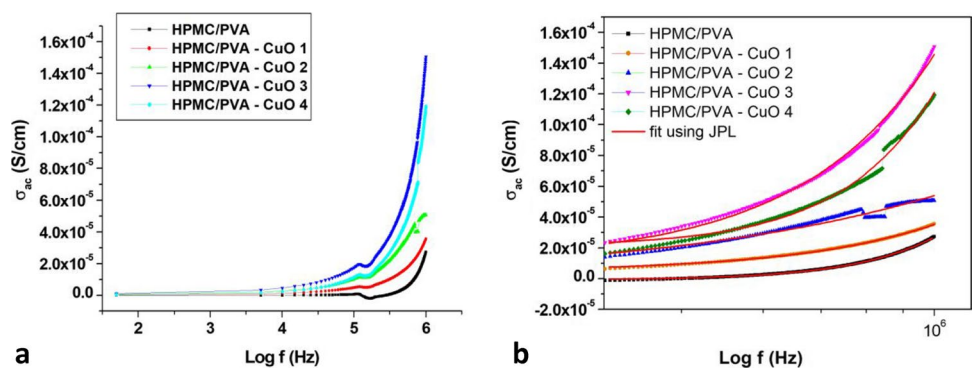 1.6x10⁻⁴
1.4x10⁻⁴
1.2x10⁻⁴
1.0x10⁻⁴
8.0x10⁻⁵
6.0x10⁻⁵
4.0x10⁻⁵
2.0x10⁻⁵
0.0
σac (S/cm)
HPMC/PVA
HPMC/PVA - CuO 1
HPMC/PVA - CuO 2
HPMC/PVA - CuO 3
HPMC/PVA - CuO 4
2 3 4 5 6
Log f (Hz)
a
1.6x10⁻⁴
1.4x10⁻⁴
1.2x10⁻⁴
1.0x10⁻⁴
8.0x10⁻⁵
6.0x10⁻⁵
4.0x10⁻⁵
2.0x10⁻⁵
0.0
-2.0x10⁻⁵
σac (S/cm)
HPMC/PVA
HPMC/PVA - CuO 1
HPMC/PVA - CuO 2
HPMC/PVA - CuO 3
HPMC/PVA - CuO 4
fit using JPL
10⁶
Log f (Hz)
b